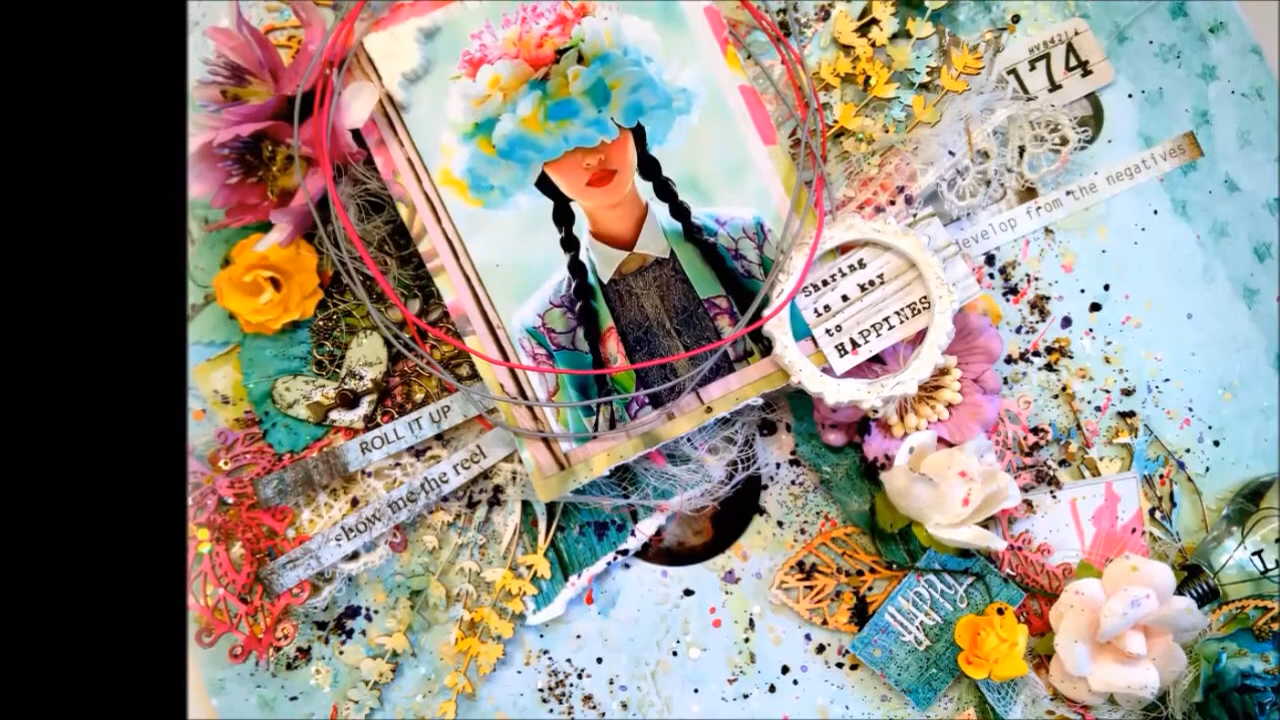 174
develop from the negatives
Sharing
is a key
to
HAPPINES
ROLL IT UP
show me the reel
HAPPY